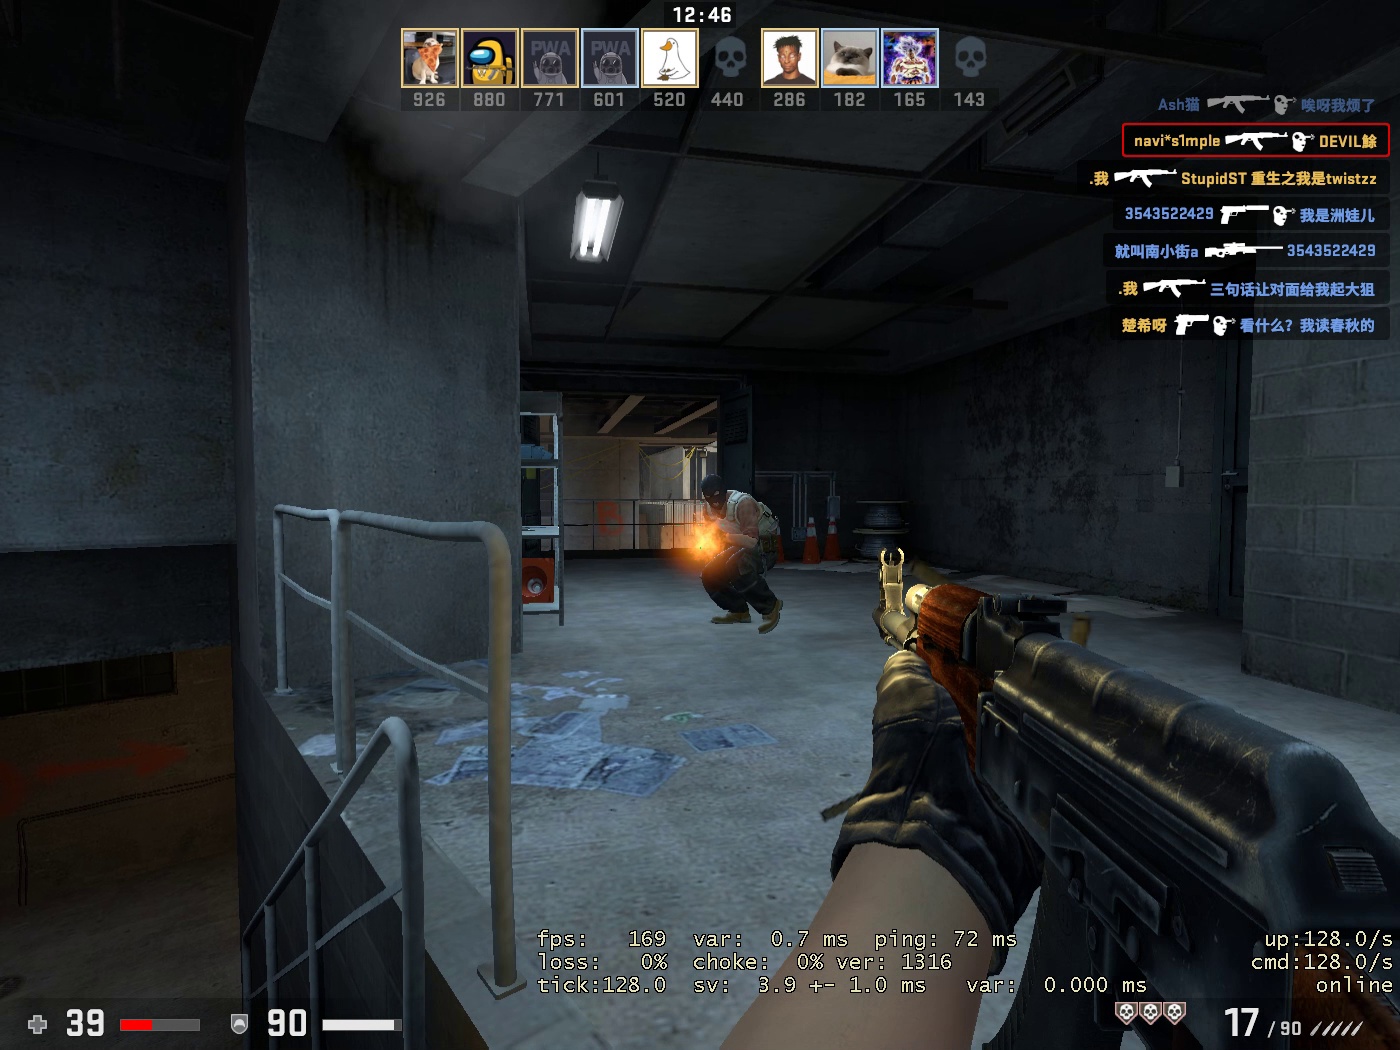 12:46
PWA PWA
926 880 771 601 520 440 286 182 165 143
Ash猫 唉呀我烦了
navi*s1mple DEVIL鮽
.我 StupidST 重生之我是twistzz
3543522429 我是洲娃儿
就叫南小街a 3543522429
.我 三句话让对面给我起大狙
楚希呀 看什么？我读春秋的
B
fps: 169 var: 0.7 ms ping: 72 ms
loss: 0% choke: 0% ver: 1316
tick:128.0 sv: 3.9 +- 1.0 ms var: 0.000 ms
up:128.0/s
cmd:128.0/s
online
39 90
17 / 90